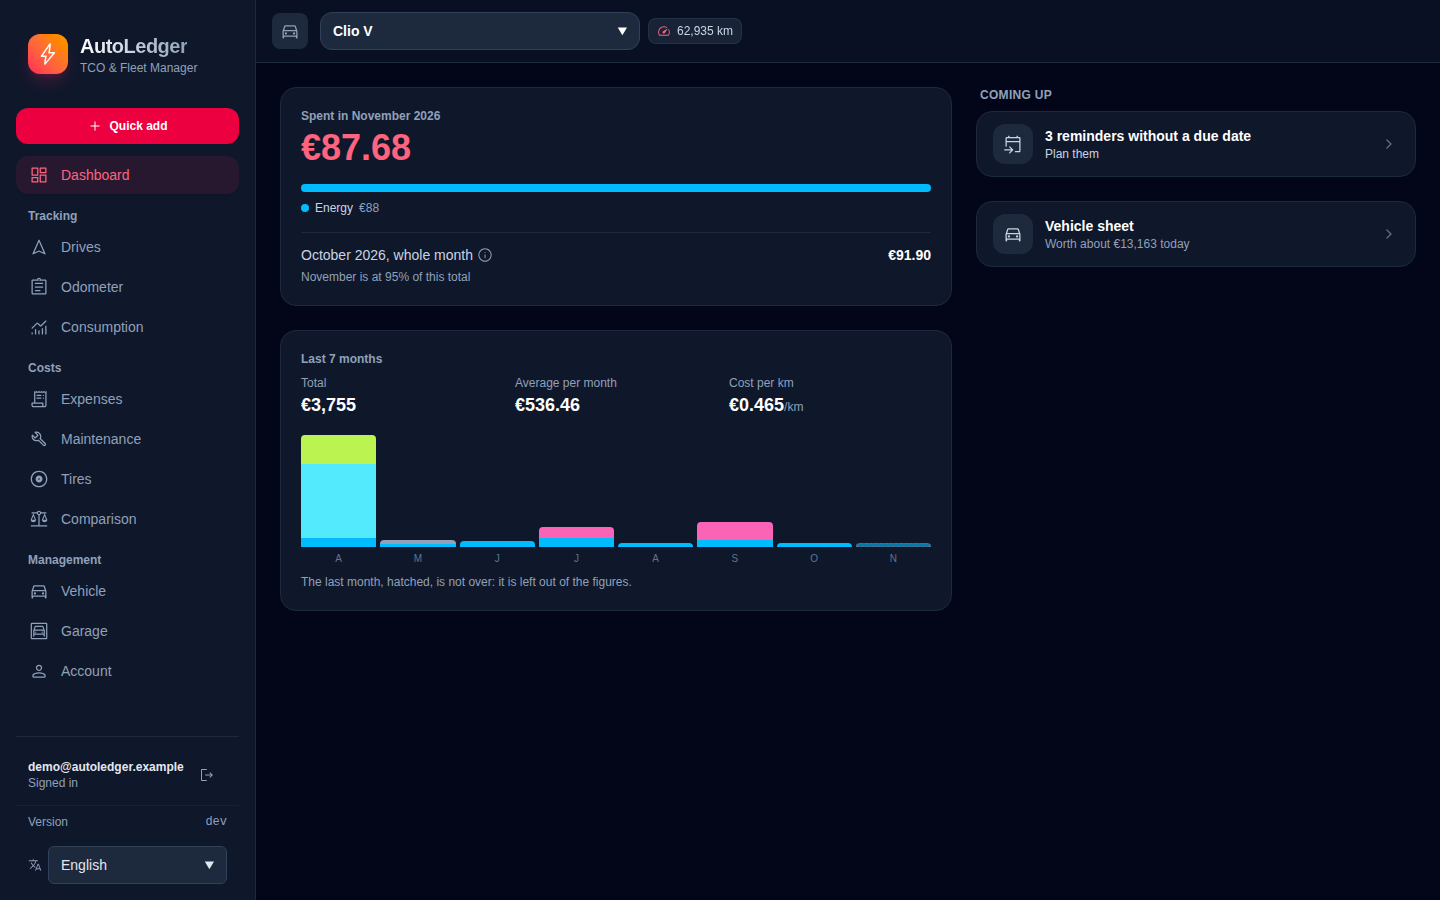 AutoLedger
TCO & Fleet Manager
Quick add
Dashboard
Tracking
Drives
Odometer
Consumption
Costs
Expenses
Maintenance
Tires
Comparison
Management
Vehicle
Garage
Account
demo@autoledger.example
Signed in
Version dev
English
Clio V
62,935 km
Spent in November 2026
€87.68
Energy €88
October 2026, whole month €91.90
November is at 95% of this total
Last 7 months
Total Average per month Cost per km
€3,755 €536.46 €0.465/km
A M J J A S O N
The last month, hatched, is not over: it is left out of the figures.
COMING UP
3 reminders without a due date
Plan them
Vehicle sheet
Worth about €13,163 today